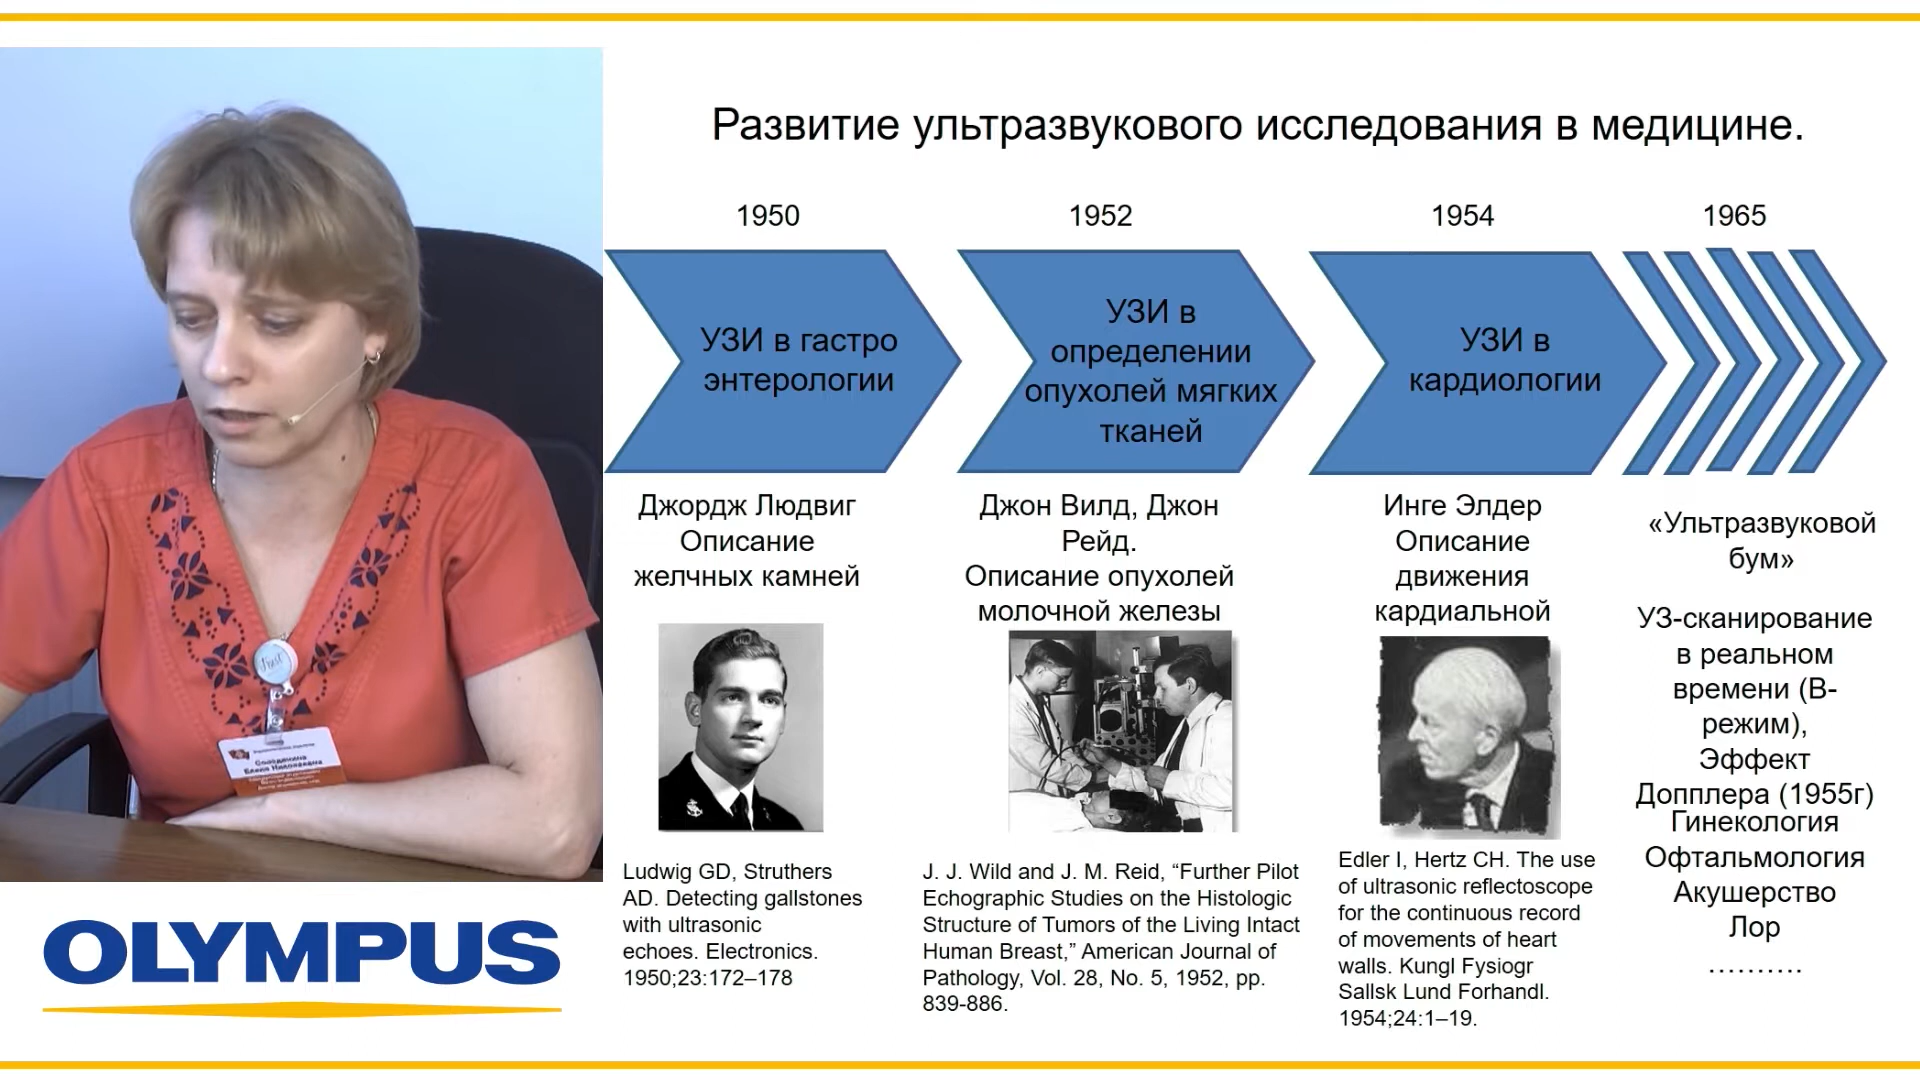 Развитие ультразвукового исследования в медицине.
1950
1952
1954
1965
УЗИ в гастро
энтерологии
УЗИ в
определении
опухолей мягких
тканей
УЗИ в
кардиологии
Джордж Людвиг
Описание
желчных камней
Джон Вилд, Джон
Рейд.
Описание опухолей
молочной железы
Инге Элдер
Описание
движения
кардиальной
«Ультразвуковой
бум»
УЗ-сканирование
в реальном
времени (В-
режим),
Эффект
Допплера (1955г)
Гинекология
Офтальмология
Акушерство
Лор
……….
Ludwig GD, Struthers
AD. Detecting gallstones
with ultrasonic
echoes. Electronics.
1950;23:172–178
J. J. Wild and J. M. Reid, “Further Pilot
Echographic Studies on the Histologic
Structure of Tumors of the Living Intact
Human Breast,” American Journal of
Pathology, Vol. 28, No. 5, 1952, pp.
839-886.
Edler I, Hertz CH. The use
of ultrasonic reflectoscope
for the continuous record
of movements of heart
walls. Kungl Fysiogr
Sallsk Lund Forhandl.
1954;24:1–19.
OLYMPUS